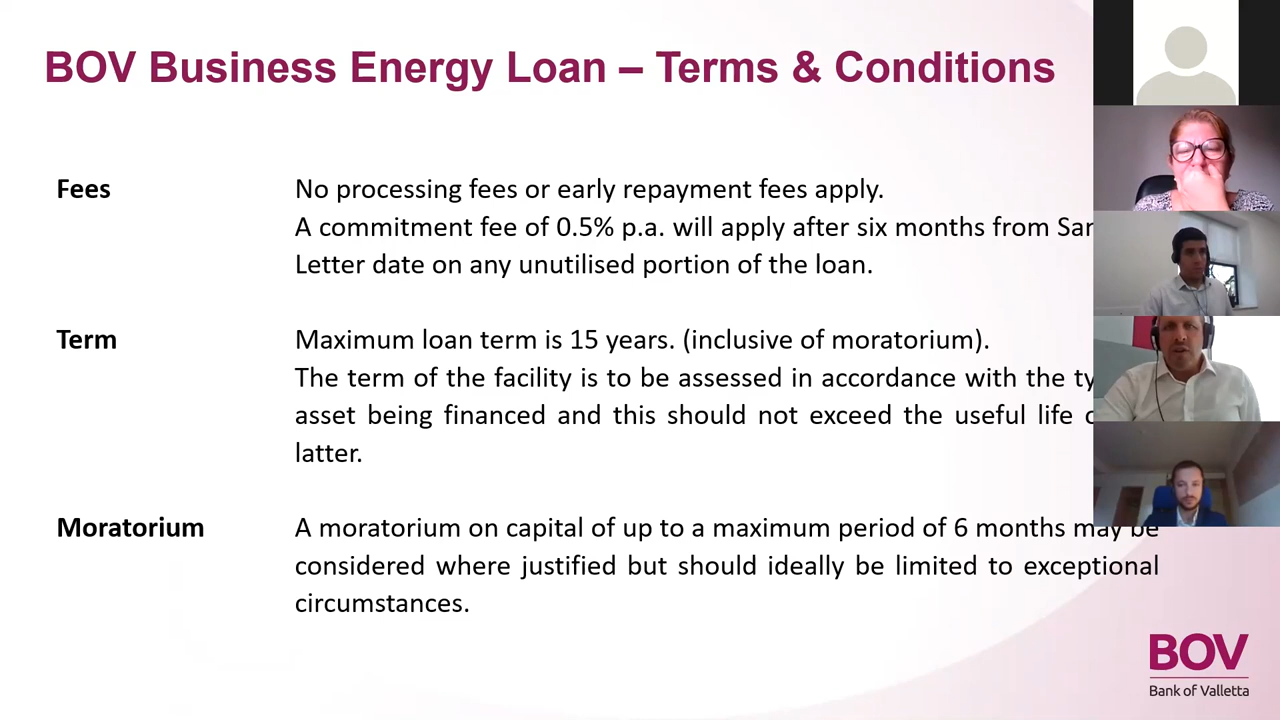 BOV Business Energy Loan – Terms & Conditions
Fees
No processing fees or early repayment fees apply.
A commitment fee of 0.5% p.a. will apply after six months from
Letter date on any unutilised portion of the loan.
Term
Maximum loan term is 15 years. (inclusive of moratorium).
The term of the facility is to be assessed in accordance with the
asset being financed and this should not exceed the useful life
latter.
Moratorium
A moratorium on capital of up to a maximum period of 6 months may be
considered where justified but should ideally be limited to exceptional
circumstances.
BOV
Bank of Valletta